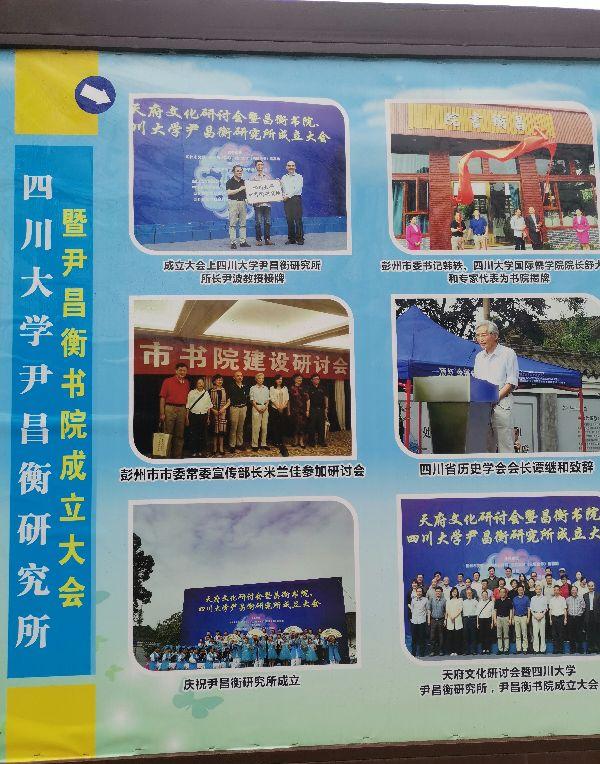 四川大学尹昌衡研究所
暨尹昌衡书院成立大会
天府文化研讨会暨昌衡书院、
四川大学尹昌衡研究所成立大会
成立大会上四川大学尹昌衡研究所
所长尹波教授接牌
昌衡書院
彭州市委书记韩轶、四川大学国际儒学院院长舒大
和专家代表为书院揭牌
市书院建设研讨会
彭州市市委常委宣传部长米兰佳参加研讨会
四川省历史学会会长谭继和致辞
天府文化研讨会暨昌衡书院、
四川大学尹昌衡研究所成立大会
庆祝尹昌衡研究所成立
天府文化研讨会暨昌衡书院
四川大学尹昌衡研究所成立大会
天府文化研讨会暨四川大学
尹昌衡研究所，尹昌衡书院成立大会